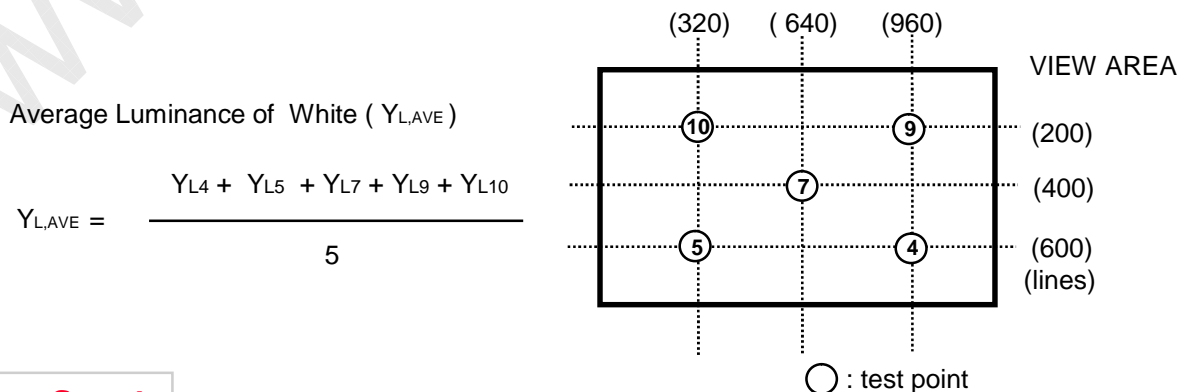 (320) ( 640) (960)
VIEW AREA
Average Luminance of White ( YL,AVE )
10 9 (200)
YL4 + YL5 + YL7 + YL9 + YL10
7 (400)
YL,AVE =
5
5 4 (600)
(lines)
: test point